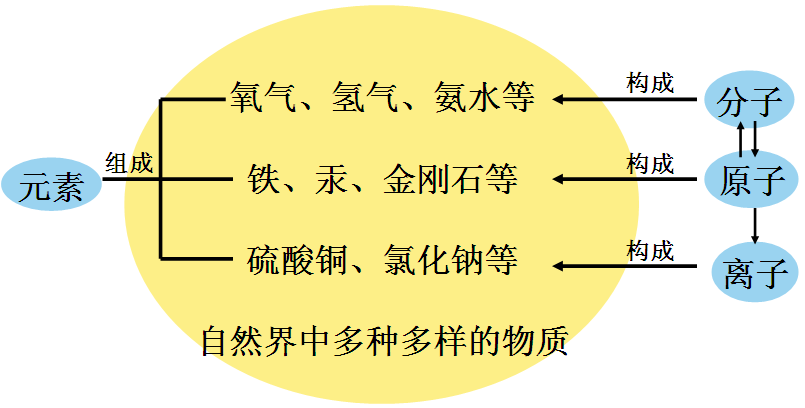 氧气、氢气、氨水等
构成
分子
元素
组成
铁、汞、金刚石等
构成
原子
硫酸铜、氯化钠等
构成
离子
自然界中多种多样的物质